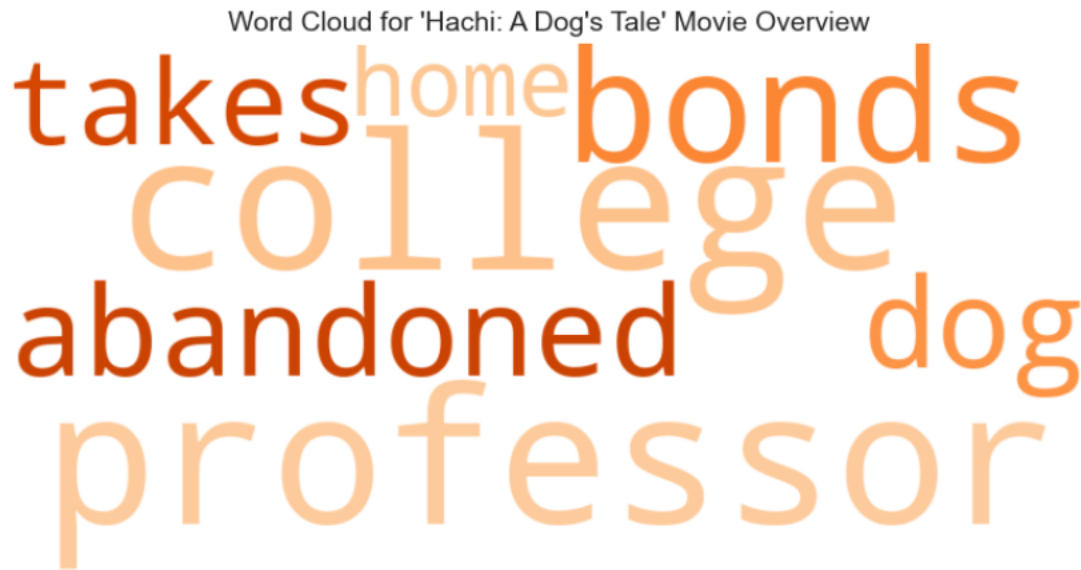 Word Cloud for 'Hachi: A Dog's Tale' Movie Overview
takes home bonds
college
abandoned dog
professor